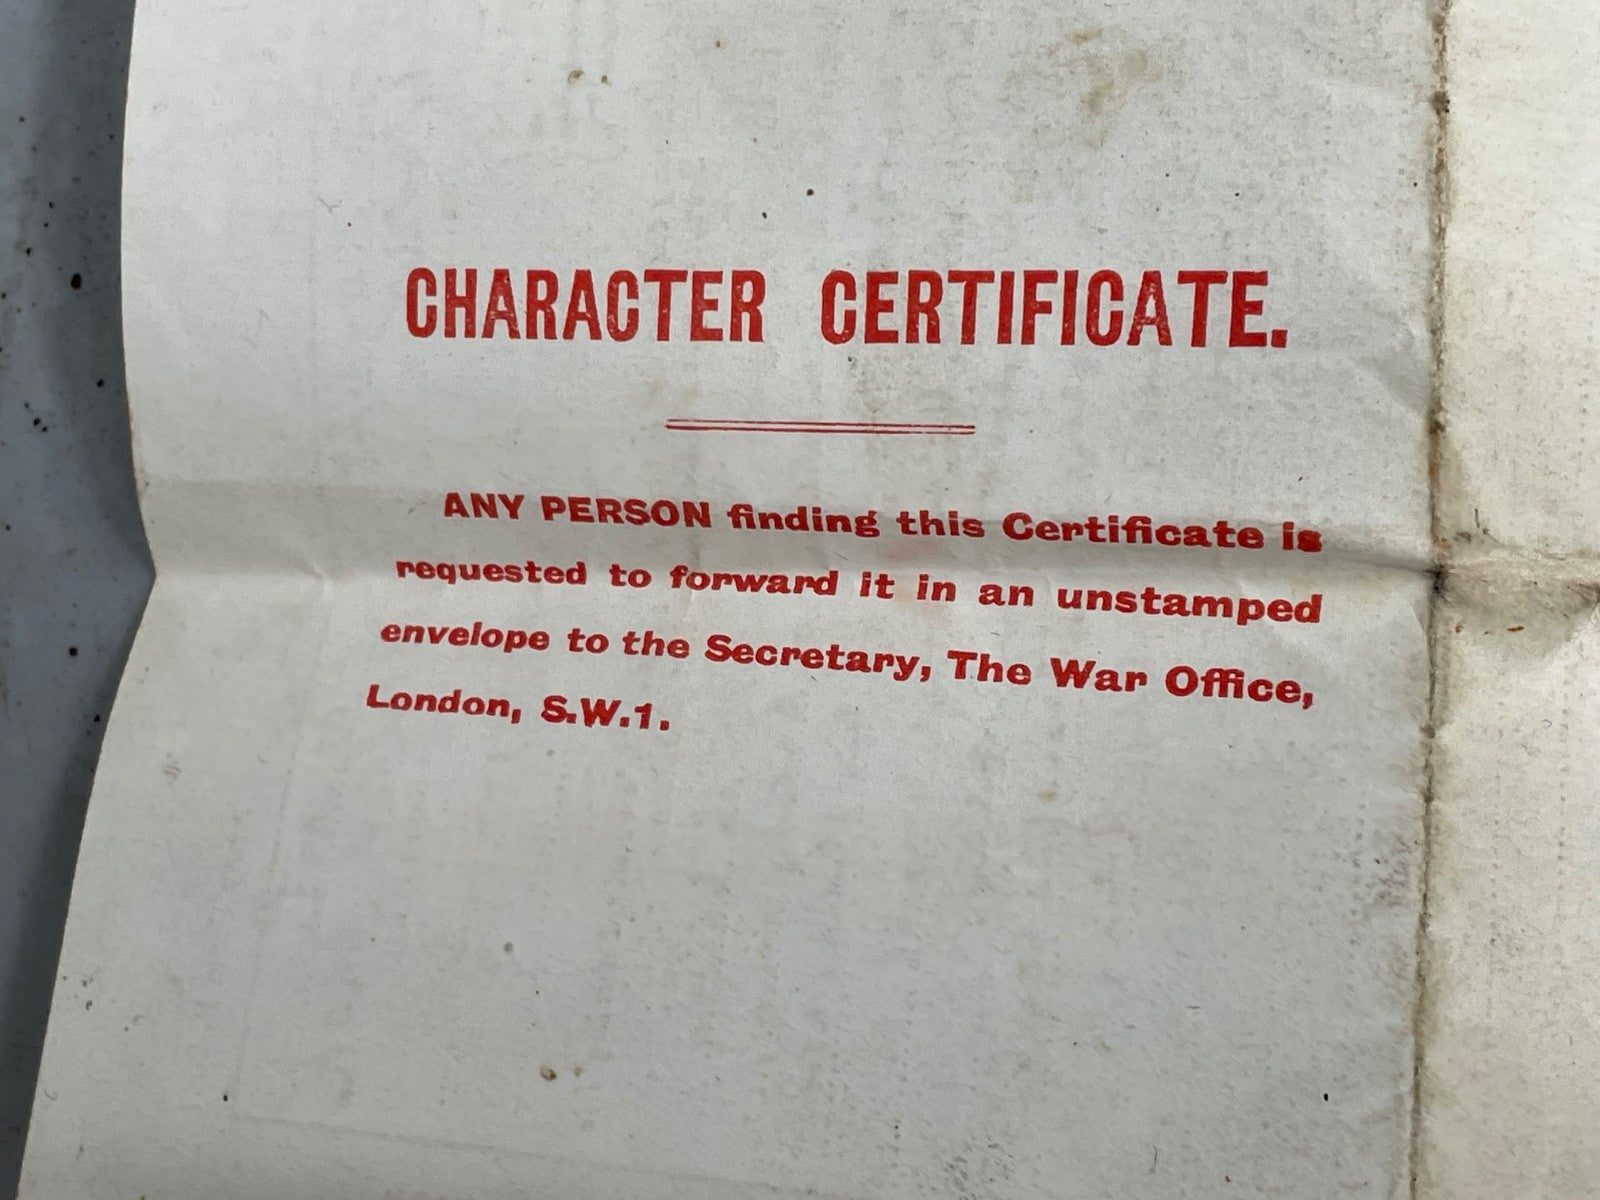 CHARACTER CERTIFICATE.
ANY PERSON finding this Certificate is
requested to forward it in an unstamped
envelope to the Secretary, The War Office,
London, S.W.1.